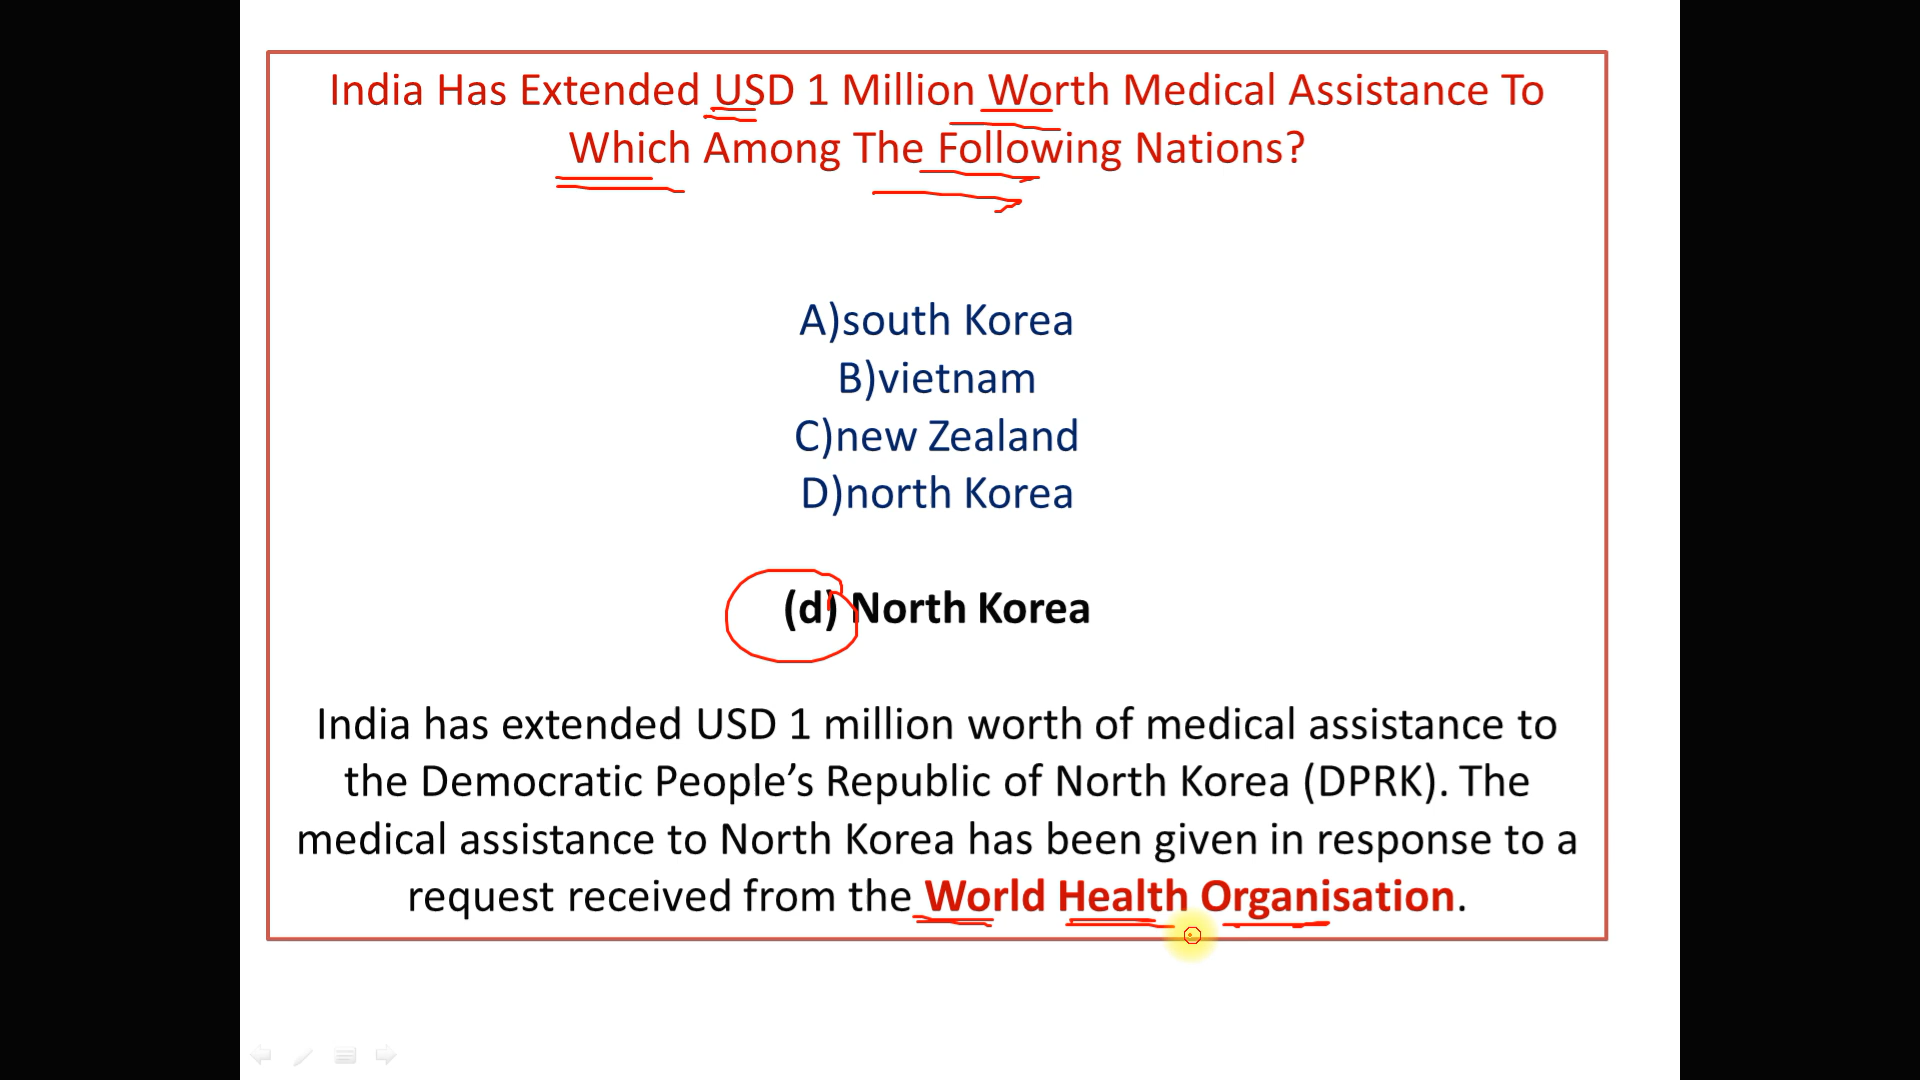 India Has Extended USD 1 Million Worth Medical Assistance To
Which Among The Following Nations?
A)south Korea
B)vietnam
C)new Zealand
D)north Korea
(d) North Korea
India has extended USD 1 million worth of medical assistance to
the Democratic People’s Republic of North Korea (DPRK). The
medical assistance to North Korea has been given in response to a
request received from the World Health Organisation.